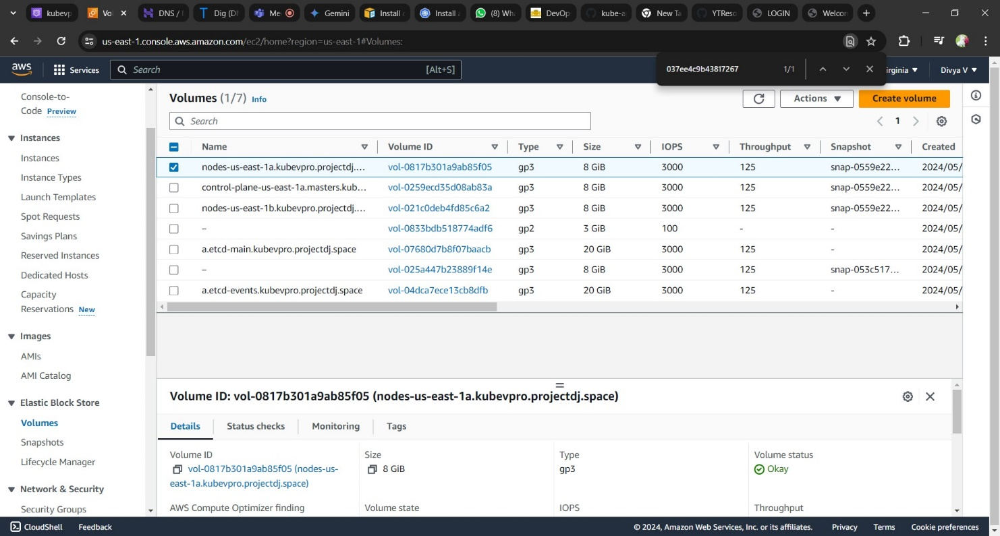 kubevp
Vo
DNS /
Dig (D
Me
Gemini
Install
Install
(8) Wh
DevOp
kube-a
New Ta
YTReso
LOGIN
Welcon
us-east-1.console.aws.amazon.com/ec2/home?region=us-east-1#Volumes:
aws Services Search [Alt+S] irginia Divya V
037ee4c9b43817267 1/1
Console-to-
Code Preview
Instances
Instances
Instance Types
Launch Templates
Spot Requests
Savings Plans
Reserved Instances
Dedicated Hosts
Capacity
Reservations New
Images
AMIs
AMI Catalog
Elastic Block Store
Volumes
Snapshots
Lifecycle Manager
Network & Security
Security Groups
Volumes (1/7) Info Actions Create volume
Search 1
Name Volume ID Type Size IOPS Throughput Snapshot Created
nodes-us-east-1a.kubevpro.projectdj.... vol-0817b301a9ab85f05 gp3 8 GiB 3000 125 snap-0559e22... 2024/05/
control-plane-us-east-1a.masters.kub... vol-0259ecd35d08ab83a gp3 8 GiB 3000 125 snap-0559e22... 2024/05/
nodes-us-east-1b.kubevpro.projectdj.... vol-021c0deb4fd85c6a2 gp3 8 GiB 3000 125 snap-0559e22... 2024/05/
– vol-0833bdb518774adf6 gp2 3 GiB 100 - - 2024/05/
a.etcd-main.kubevpro.projectdj.space vol-07680d7b8f07baacb gp3 20 GiB 3000 125 - 2024/05/
– vol-025a447b23889f14e gp3 8 GiB 3000 125 snap-053c517... 2024/05/
a.etcd-events.kubevpro.projectdj.space vol-04dca7ece13cb8dfb gp3 20 GiB 3000 125 - 2024/05/
Volume ID: vol-0817b301a9ab85f05 (nodes-us-east-1a.kubevpro.projectdj.space)
Details Status checks Monitoring Tags
Volume ID Size Type Volume status
vol-0817b301a9ab85f05 (nodes-us- 8 GiB gp3 Okay
east-1a.kubevpro.projectdj.space)
AWS Compute Optimizer finding Volume state IOPS Throughput
CloudShell Feedback © 2024, Amazon Web Services, Inc. or its affiliates. Privacy Terms Cookie preferences